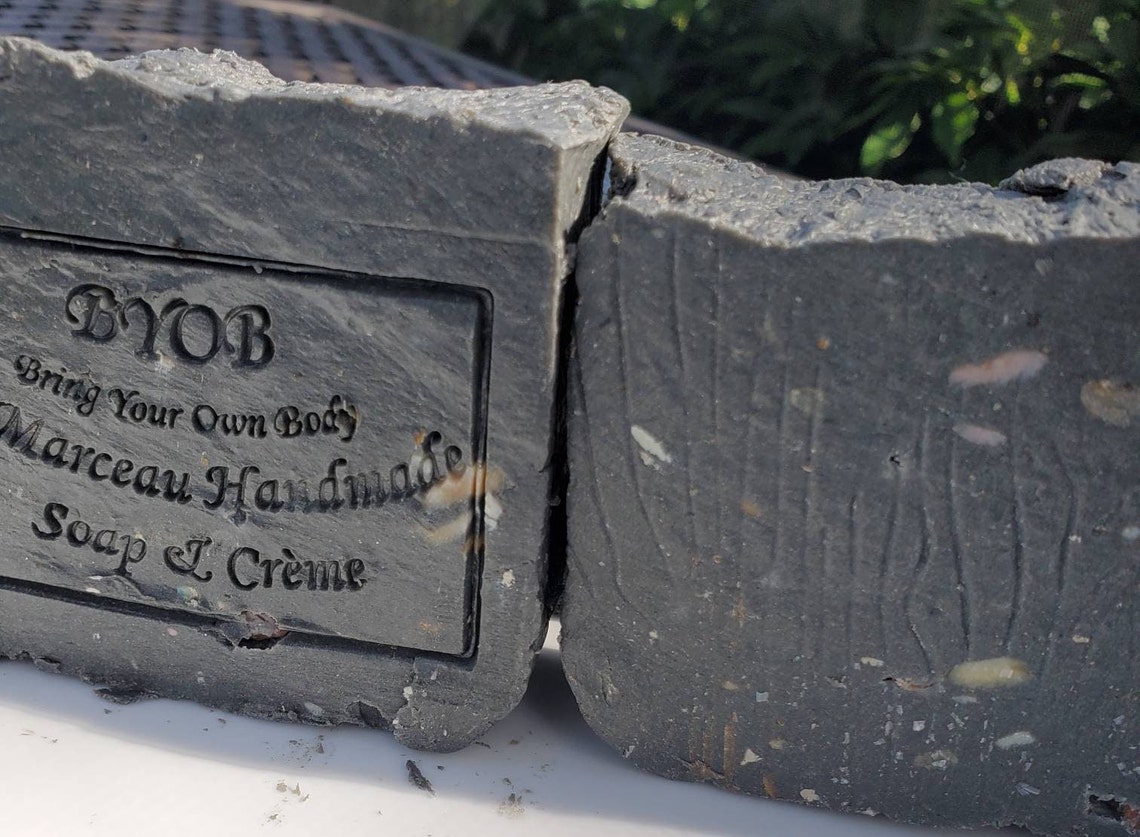 BYOB
Bring Your Own Body
Marceau Handmade
Soap & Crème